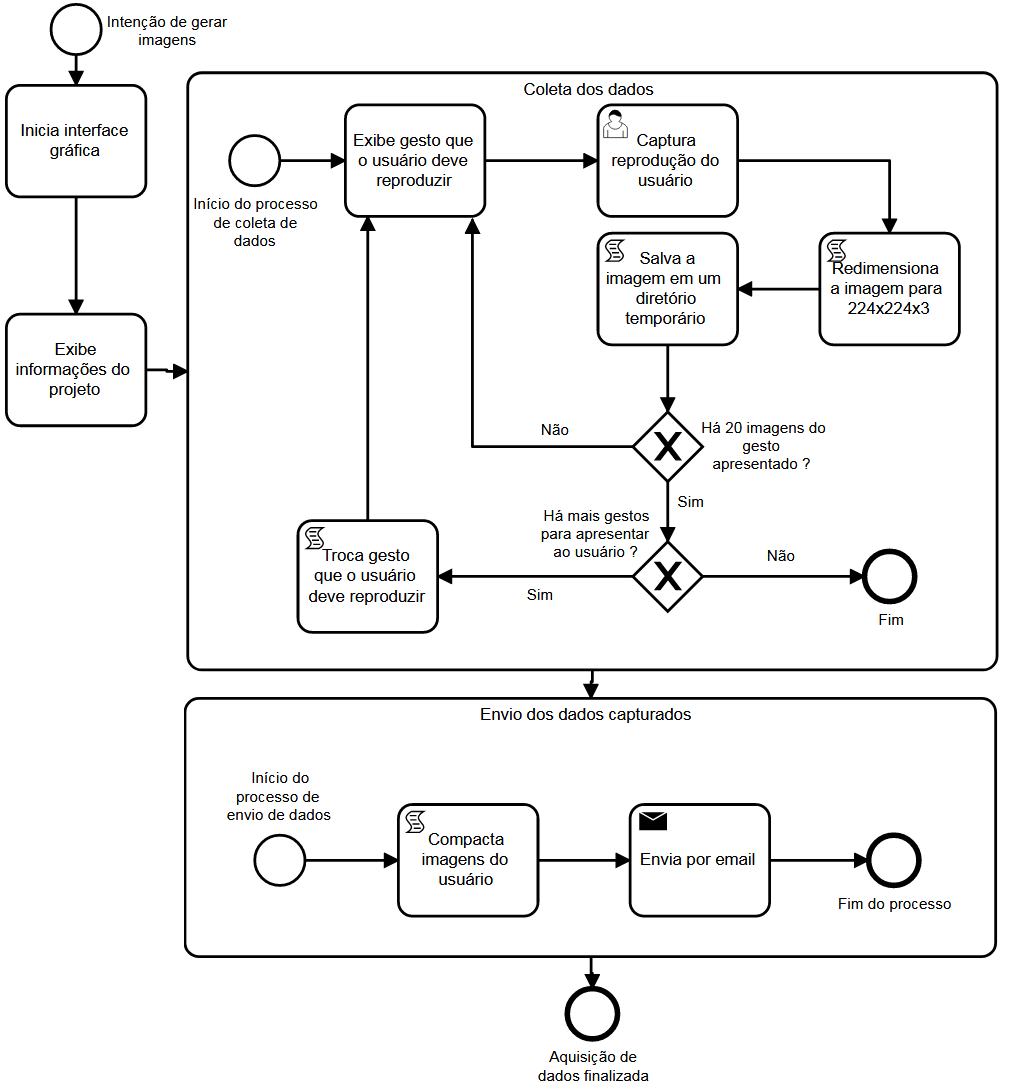 Intenção de gerar
imagens
Inicia interface
gráfica
Exibe
informações do
projeto
Coleta dos dados
Início do processo
de coleta de
dados
Exibe gesto que
o usuário deve
reproduzir
Captura
reprodução do
usuário
Redimensiona
a imagem para
224x224x3
Salva a
imagem em um
diretório
temporário
Há 20 imagens do
gesto
apresentado ?
Não
Sim
Há mais gestos
para apresentar
ao usuário ?
Não
Fim
Sim
Troca gesto
que o usuário
deve reproduzir
Envio dos dados capturados
Início do
processo de
envio de dados
Compacta
imagens do
usuário
Envia por email
Fim do processo
Aquisição de
dados finalizada